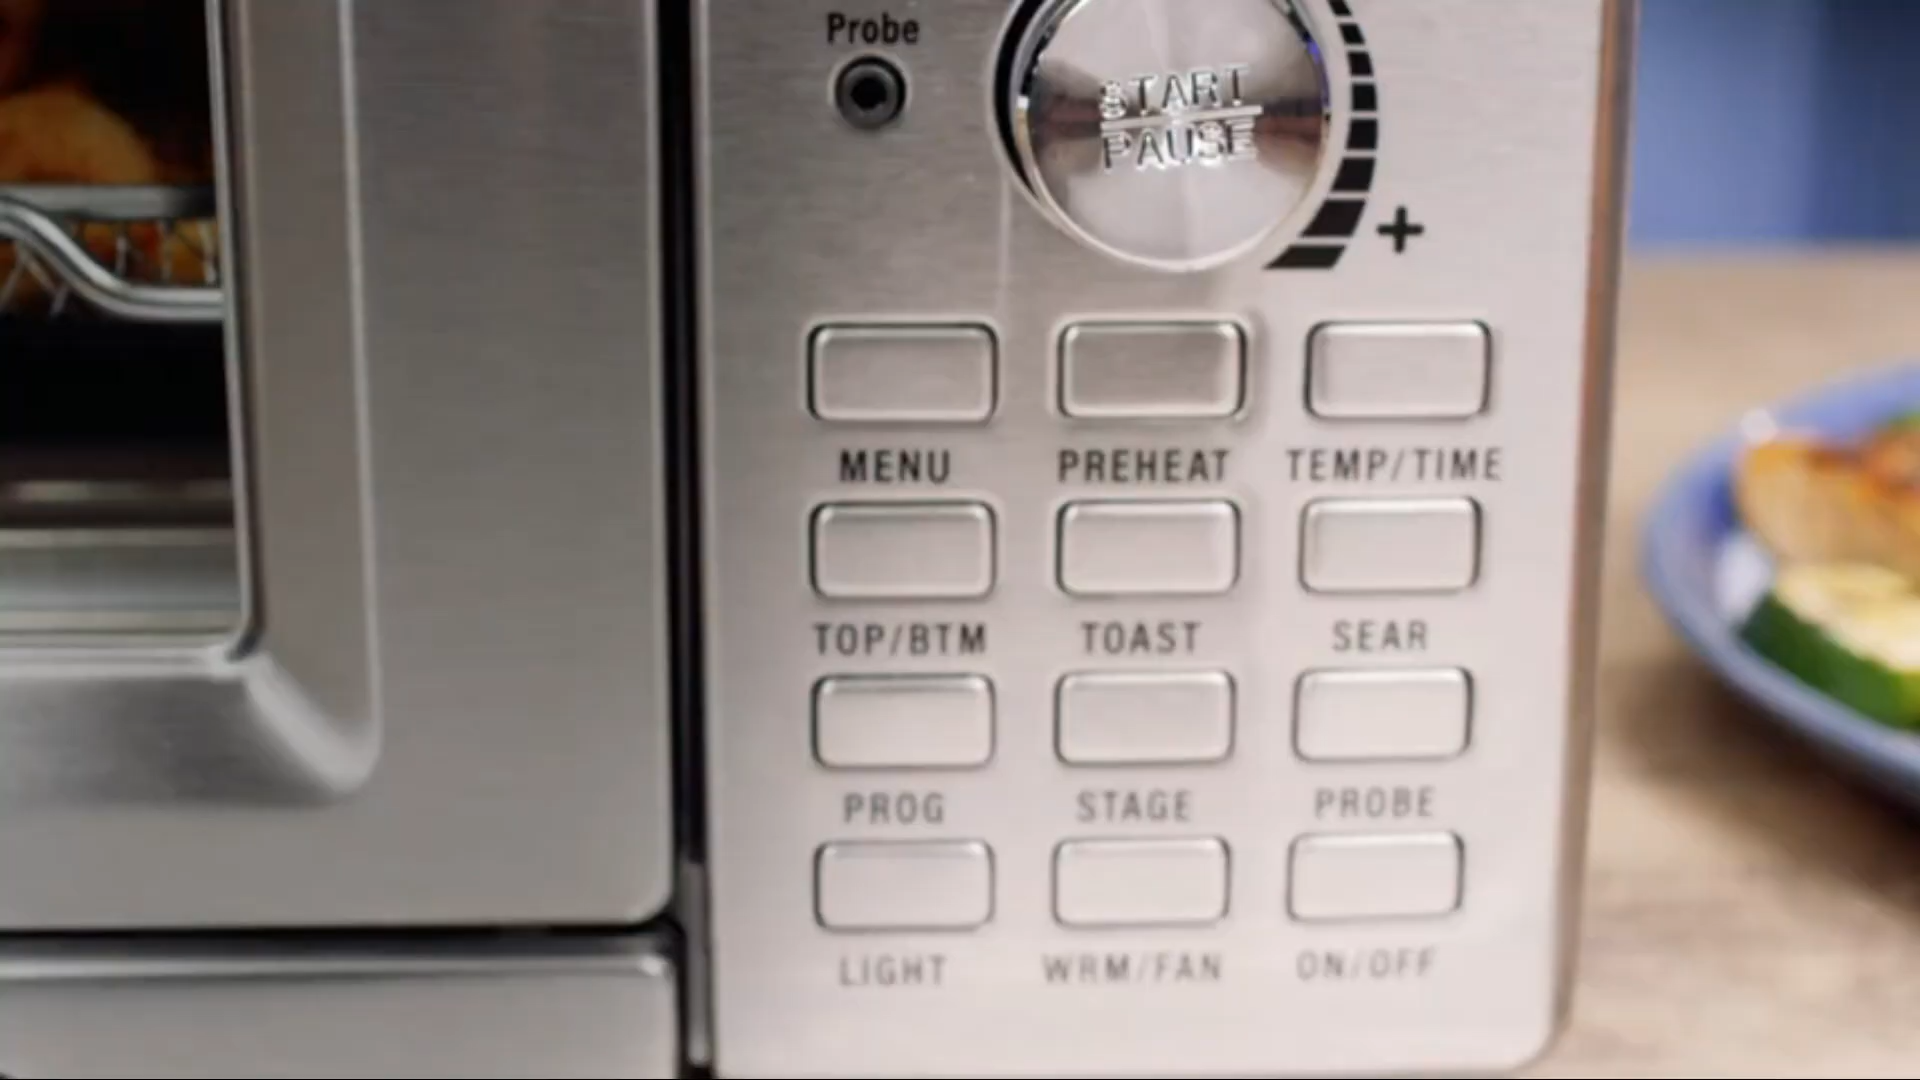 Probe
START
PAUSE
+
MENU PREHEAT TEMP/TIME
TOP/BTM TOAST SEAR
PROG STAGE PROBE
LIGHT WRM/FAN ON/OFF